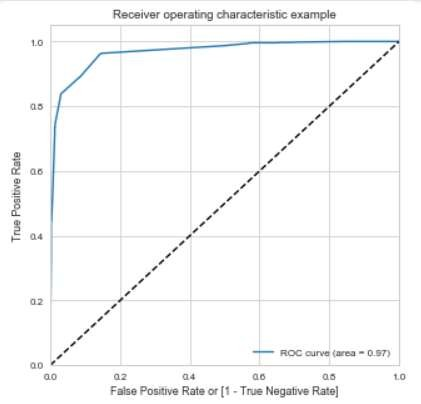 Receiver operating characteristic example
1.0
0.8
0.6
0.4
0.2
0.0
True Positive Rate
ROC curve (area = 0.97)
0.0 0.2 0.4 0.6 0.8 1.0
False Positive Rate or [1 - True Negative Rate]